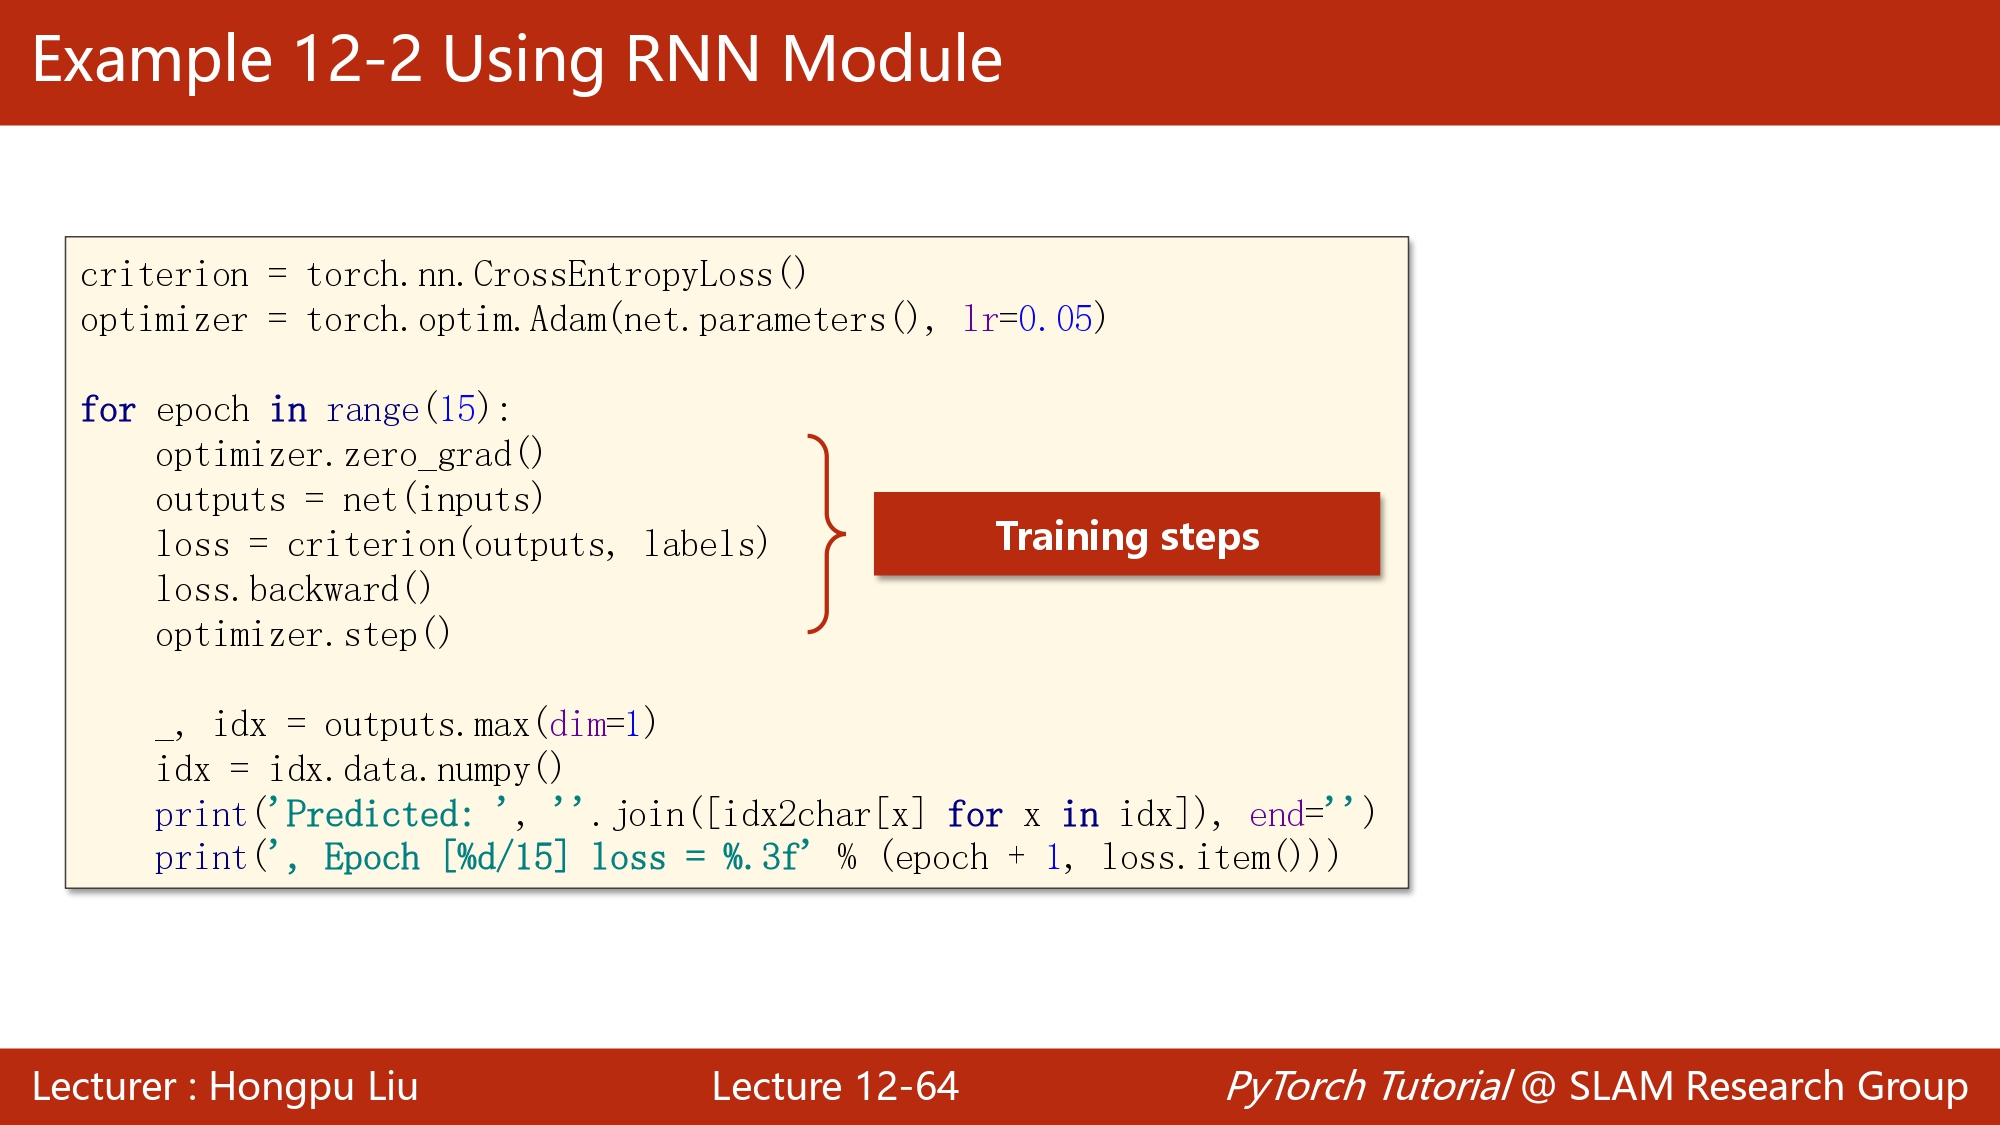 Example 12-2 Using RNN Module
criterion = torch.nn.CrossEntropyLoss()
optimizer = torch.optim.Adam(net.parameters(), lr=0.05)
for epoch in range(15):
    optimizer.zero_grad()
    outputs = net(inputs)
    loss = criterion(outputs, labels)
    loss.backward()
    optimizer.step()
Training steps
    _, idx = outputs.max(dim=1)
    idx = idx.data.numpy()
    print('Predicted: ', ''.join([idx2char[x] for x in idx]), end='')
    print(', Epoch [%d/15] loss = %.3f' % (epoch + 1, loss.item()))
Lecturer : Hongpu Liu
Lecture 12-64
PyTorch Tutorial @ SLAM Research Group